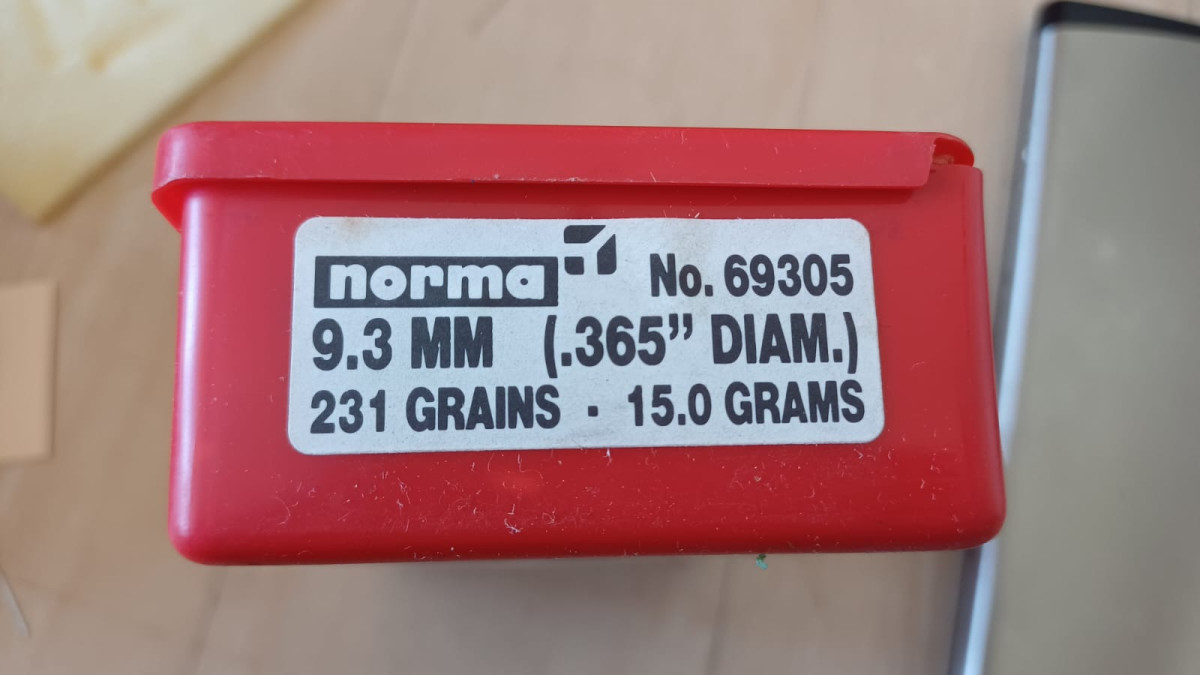 norma No. 69305
9.3 MM (.365” DIAM.)
231 GRAINS · 15.0 GRAMS